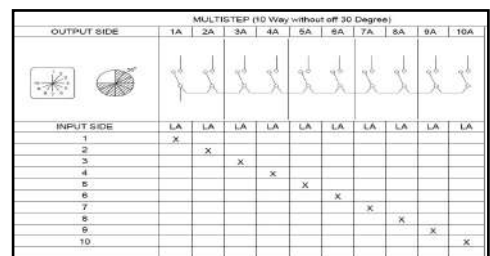 MULTISTEP (10 Way without off 30 Degree)
OUTPUT SIDE 1A 2A 3A 4A 5A 6A 7A 8A 9A 10A
INPUT SIDE LA LA LA LA LA LA LA LA LA LA
1 X
2 X
3 X
4 X
5 X
6 X
7 X
8 X
9 X
10 X